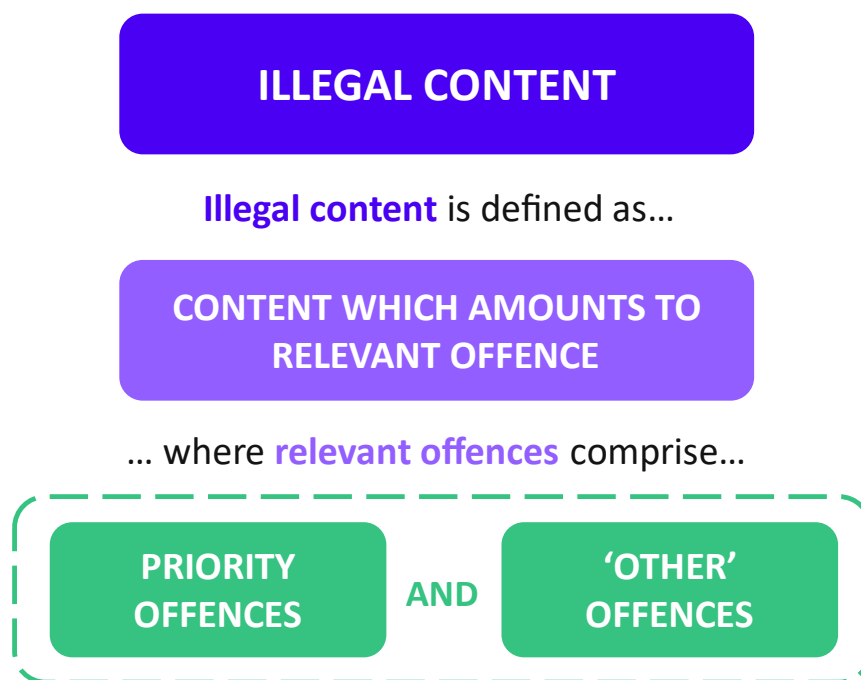 ILLEGAL CONTENT
Illegal content is defined as…
CONTENT WHICH AMOUNTS TO
RELEVANT OFFENCE
… where relevant offences comprise…
PRIORITY
OFFENCES
AND
‘OTHER’
OFFENCES